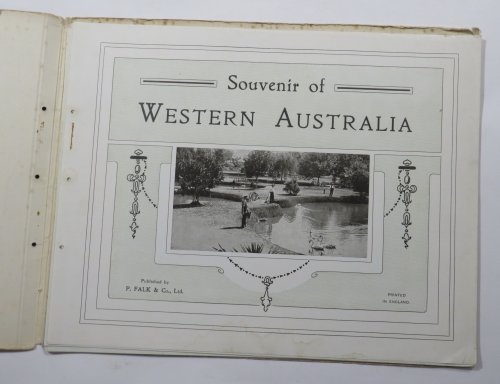 Souvenir of
WESTERN AUSTRALIA
Published by
P. FALK & Co., Ltd.
PRINTED
IN ENGLAND